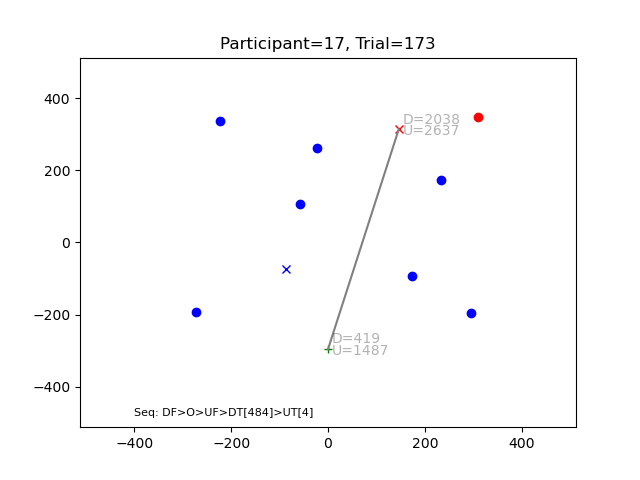 Participant=17, Trial=173
400
200
0
−200
−400
D=2038
U=2637
D=419
U=1487
Seq: DF>O>UF>DT[484]>UT[4]
−400
−200
0
200
400